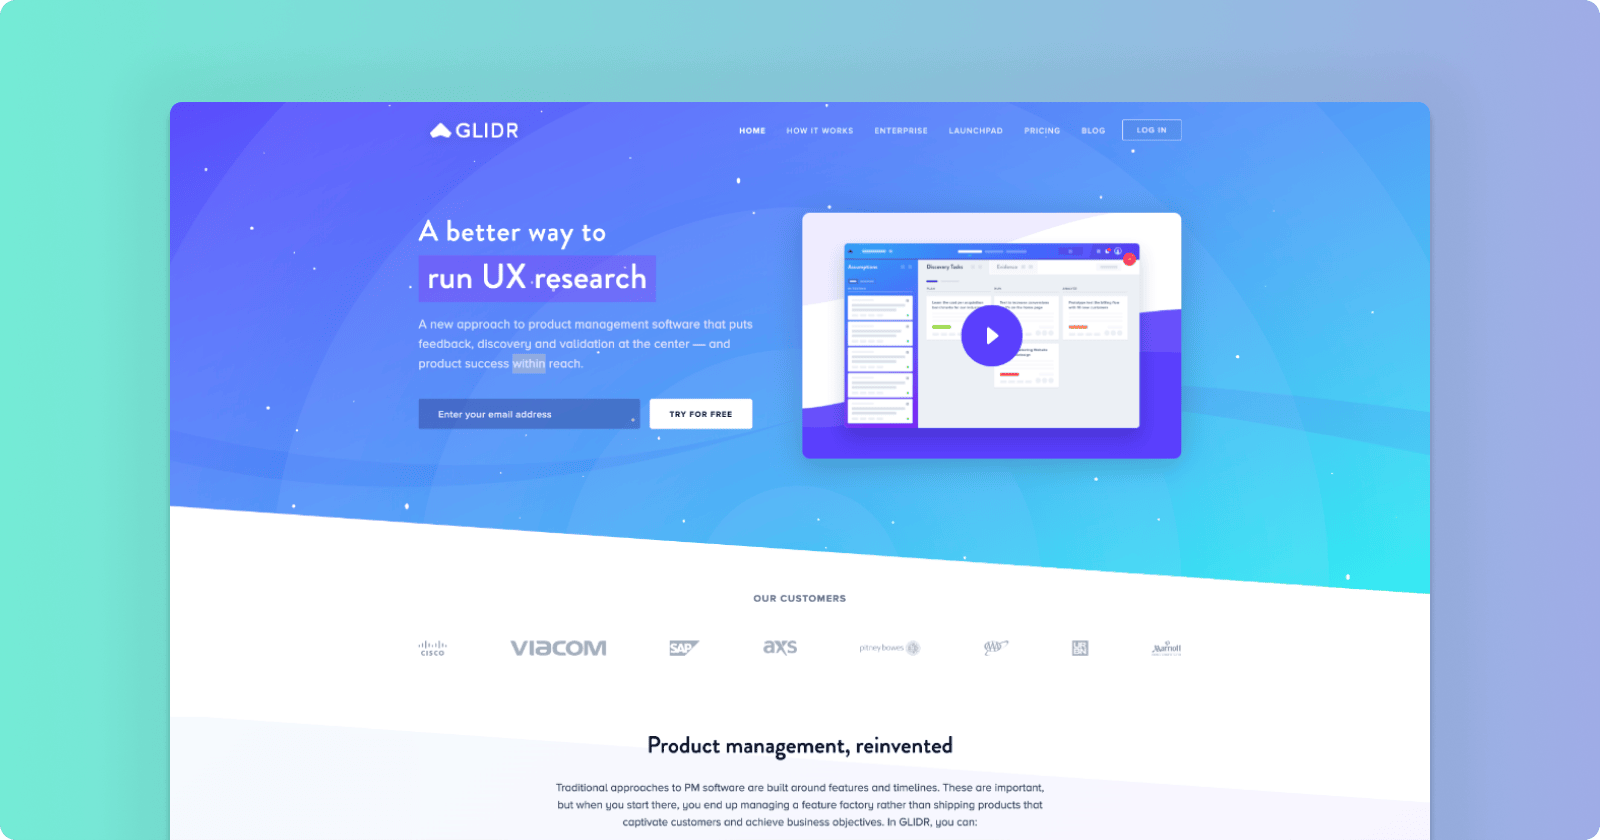 GLIDR
HOME HOW IT WORKS ENTERPRISE LAUNCHPAD PRICING BLOG LOG IN
A better way to
run UX research
A new approach to product management software that puts
feedback, discovery and validation at the center — and
product success within reach.
Enter your email address
TRY FOR FREE
Assumptions
Discovery Tasks
Evidence
OUR CUSTOMERS
CISCO
VIACOM
SAP
axs
pitney bowes
AAA
URBN
Marriott
Product management, reinvented
Traditional approaches to PM software are built around features and timelines. These are important,
but when you start there, you end up managing a feature factory rather than shipping products that
captivate customers and achieve business objectives. In GLIDR, you can: